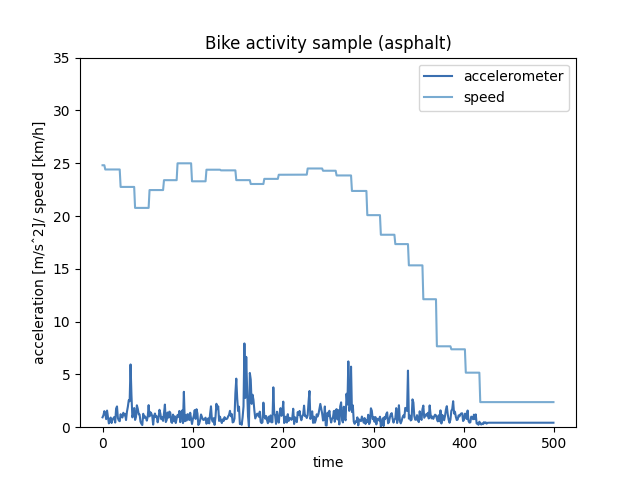 Bike activity sample (asphalt)
accelerometer
speed
acceleration [m/s^2]/ speed [km/h]
35
30
25
20
15
10
5
0
0 100 200 300 400 500
time